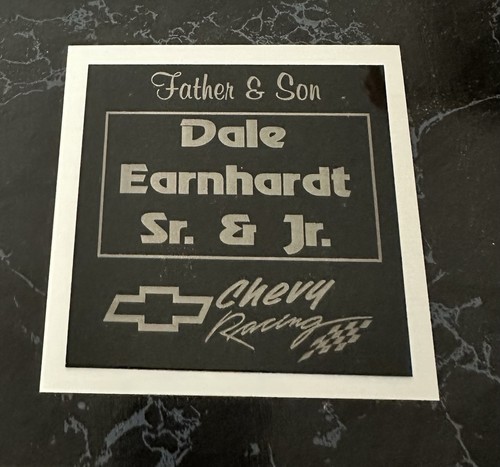 Father & Son
Dale
Earnhardt
Sr. & Jr.
Chevy
Racing